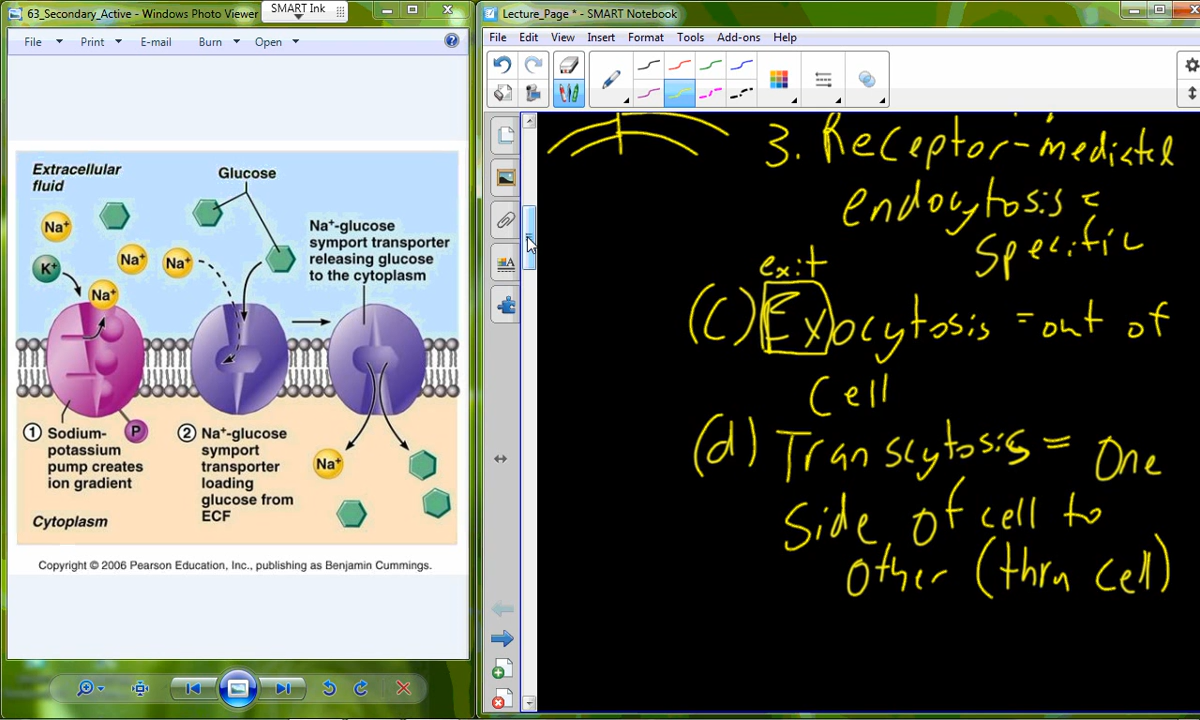 63_Secondary_Active - Windows Photo Viewer
SMART Ink
File Print E-mail Burn Open
Extracellular
fluid
Glucose
Na+
Na+
Na+
K+
Na+
Na+-glucose
symport transporter
releasing glucose
to the cytoplasm
P
1 Sodium-
potassium
pump creates
ion gradient
2 Na+-glucose
symport
transporter
loading
glucose from
ECF
Na+
Cytoplasm
Copyright © 2006 Pearson Education, Inc., publishing as Benjamin Cummings.
Lecture_Page * - SMART Notebook
File Edit View Insert Format Tools Add-ons Help
3. Receptor-mediated
endocytosis =
specific
exit
(c) Exocytosis = out of
cell
(d) Transcytosis = One
side of cell to
other (thru cell)